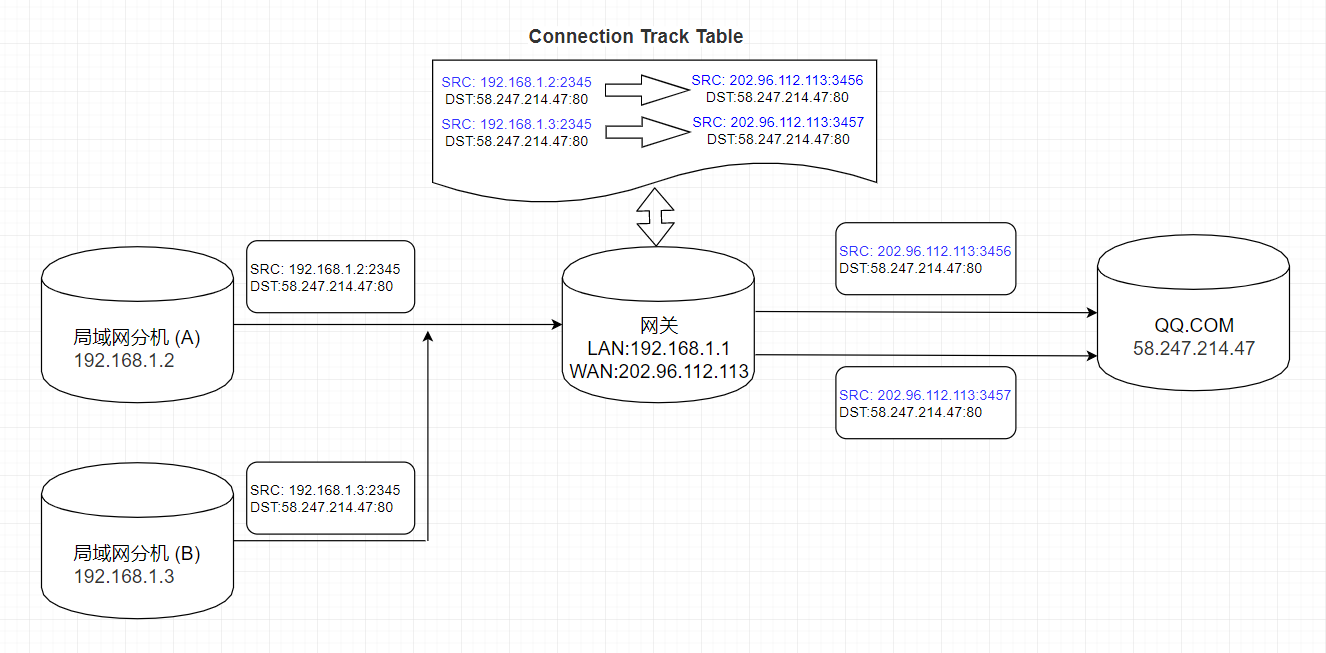 Connection Track Table
SRC: 192.168.1.2:2345
DST:58.247.214.47:80
SRC: 202.96.112.113:3456
DST:58.247.214.47:80
SRC: 192.168.1.3:2345
DST:58.247.214.47:80
SRC: 202.96.112.113:3457
DST:58.247.214.47:80
SRC: 192.168.1.2:2345
DST:58.247.214.47:80
局域网分机 (A)
192.168.1.2
网关
LAN:192.168.1.1
WAN:202.96.112.113
SRC: 202.96.112.113:3456
DST:58.247.214.47:80
QQ.COM
58.247.214.47
SRC: 202.96.112.113:3457
DST:58.247.214.47:80
SRC: 192.168.1.3:2345
DST:58.247.214.47:80
局域网分机 (B)
192.168.1.3